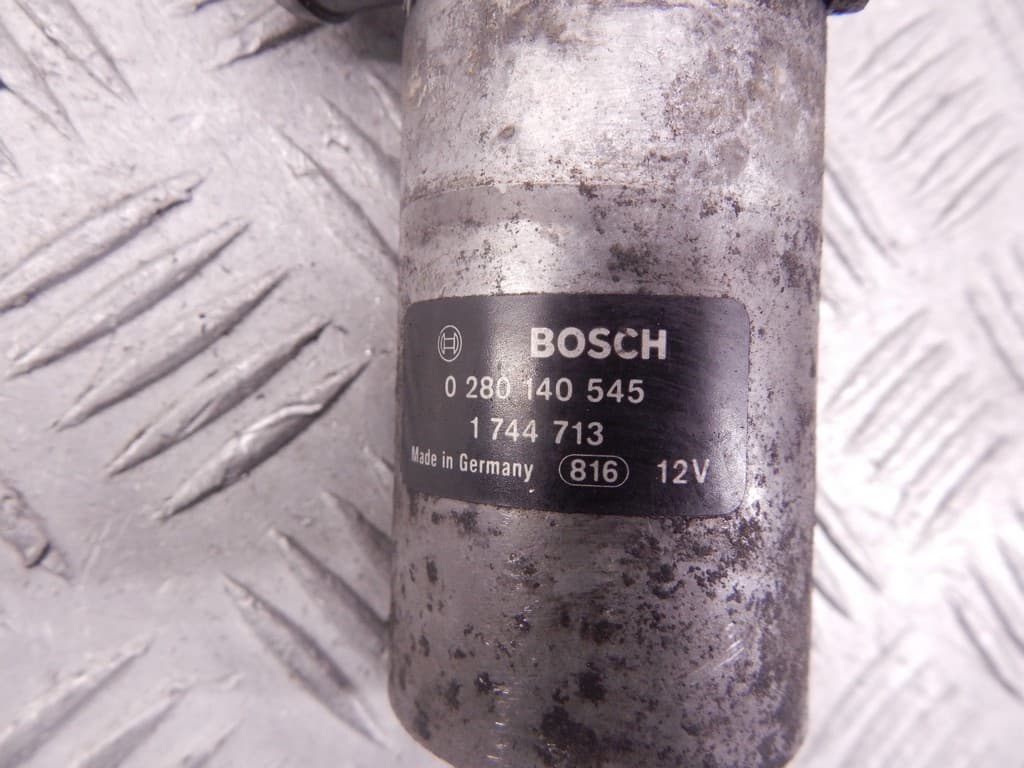 BOSCH
0 280 140 545
1 744 713
Made in Germany 816 12V